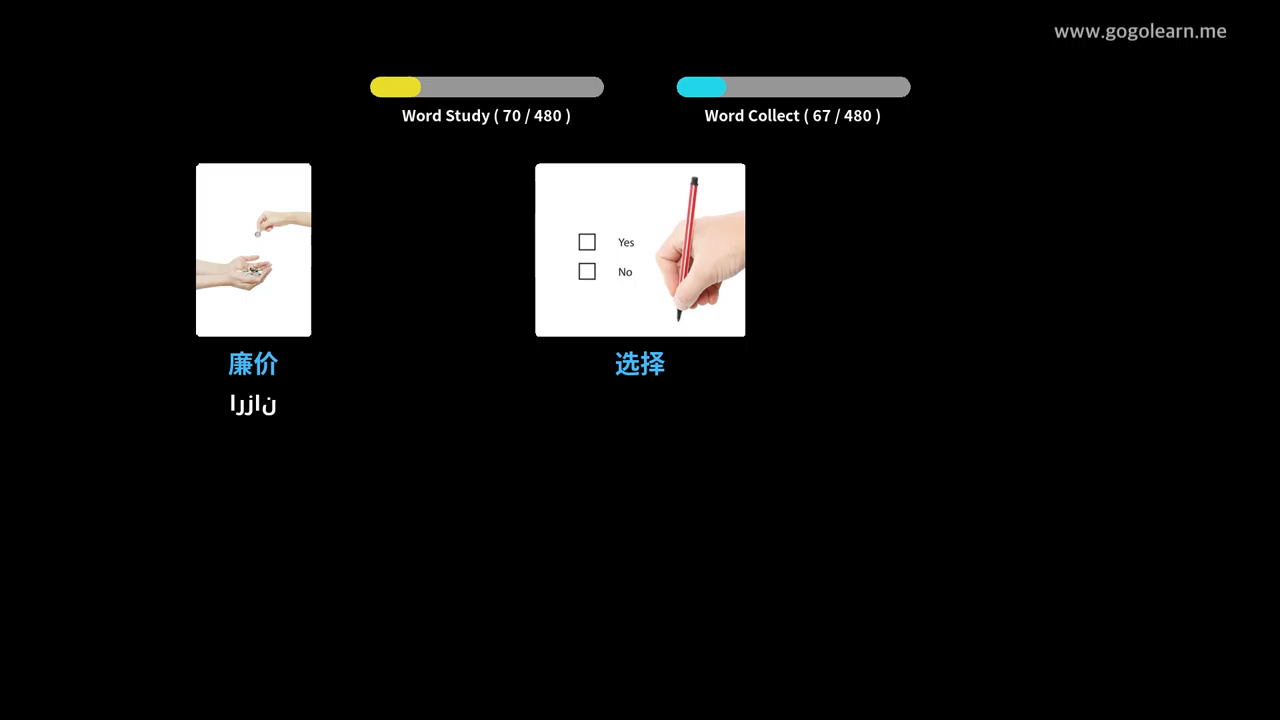 www.gogolearn.me
Word Study ( 70 / 480 )
Word Collect ( 67 / 480 )
Yes
No
廉价
选择
ارزان